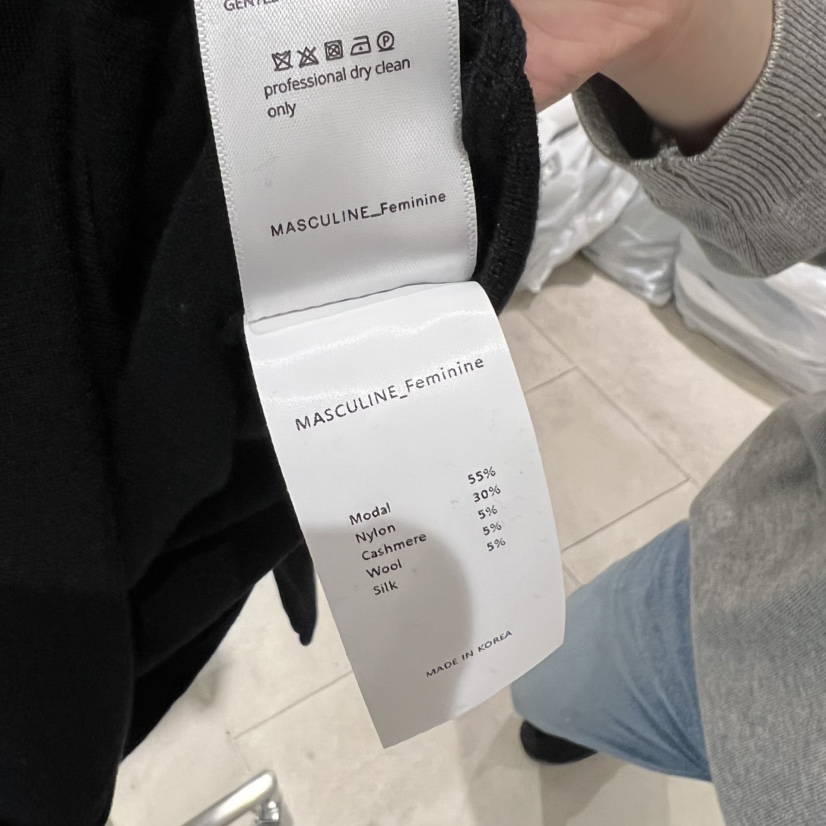 professional dry clean
only
MASCULINE_Feminine
MASCULINE_Feminine
Modal 55%
Nylon 30%
Cashmere 5%
Wool 5%
Silk 5%
MADE IN KOREA